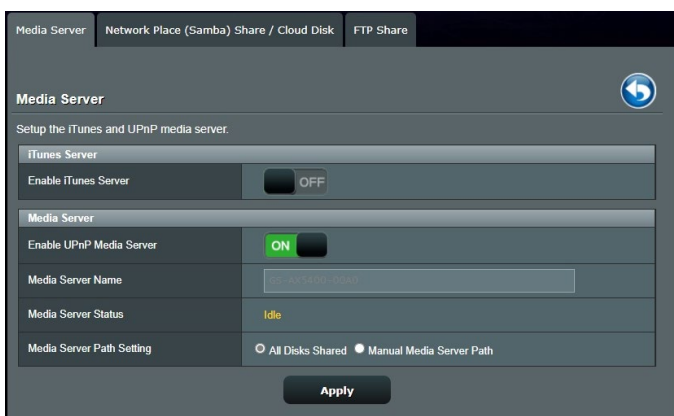 Media Server Network Place (Samba) Share / Cloud Disk FTP Share
Media Server
Setup the iTunes and UPnP media server.
iTunes Server
Enable iTunes Server OFF
Media Server
Enable UPnP Media Server ON
Media Server Name
Media Server Status Idle
Media Server Path Setting All Disks Shared Manual Media Server Path
Apply